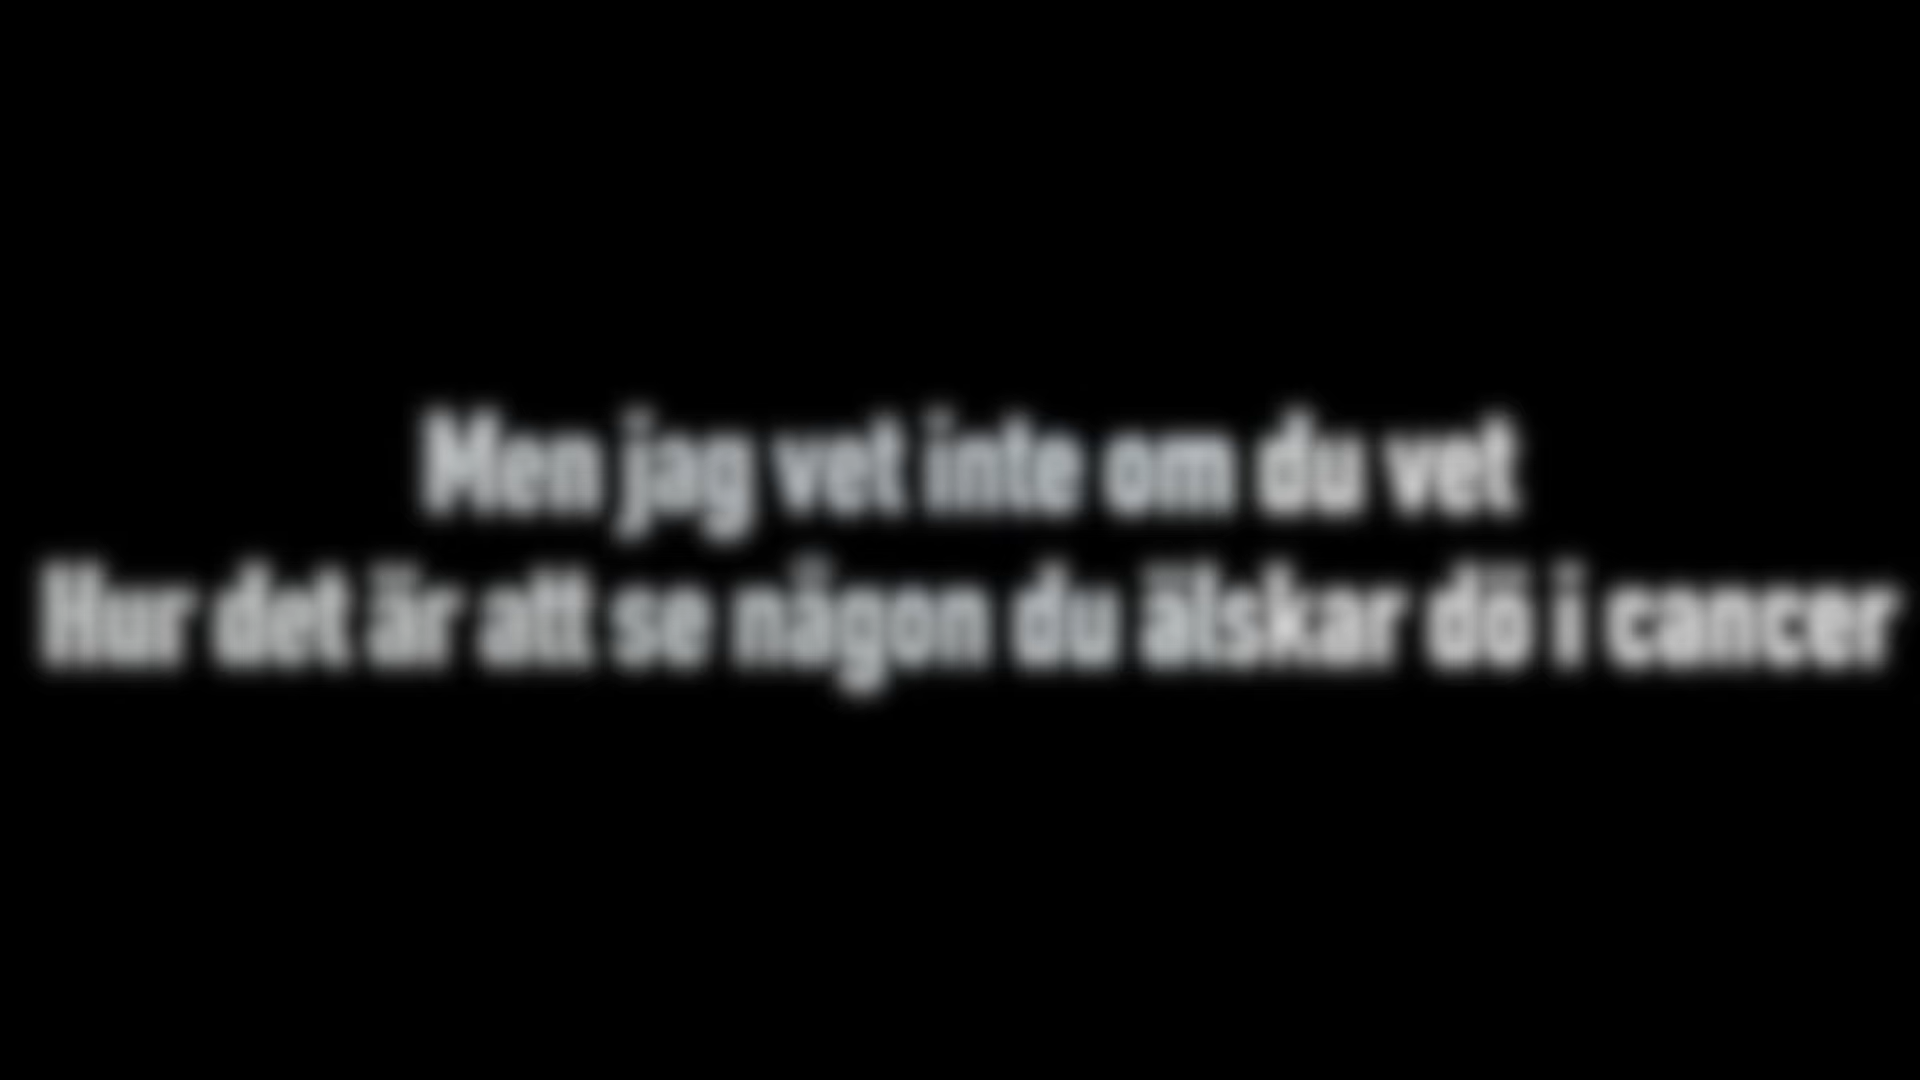 Men jag vet inte om du vet
Hur det är att se någon du älskar dö i cancer